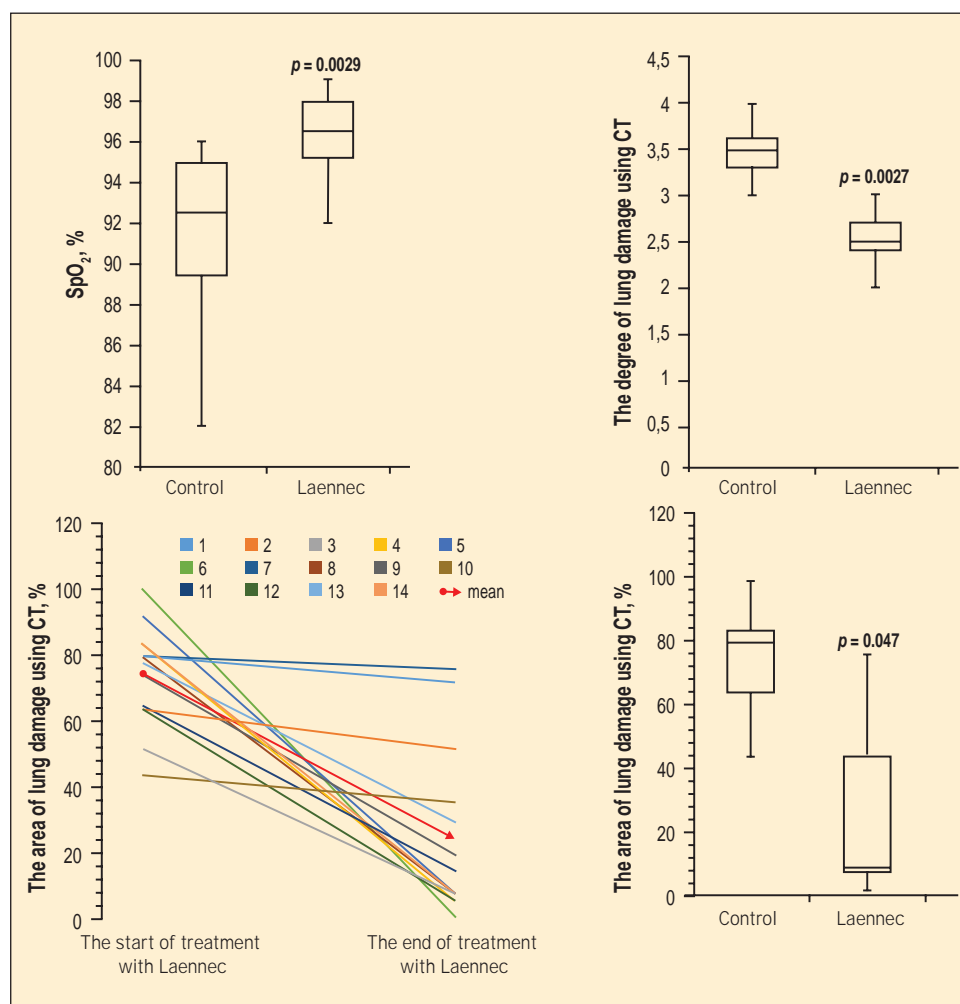 SpO₂, %
100
98
96
94
92
90
88
86
84
82
80
p = 0.0029
Control
Laennec
The degree of lung damage using CT
4,5
4
3,5
3
2,5
2
1,5
1
0,5
0
p = 0.0027
Control
Laennec
The area of lung damage using CT, %
120
100
80
60
40
20
0
1 2 3 4 5
6 7 8 9 10
11 12 13 14 mean
The start of treatment
with Laennec
The end of treatment
with Laennec
The area of lung damage using CT, %
120
100
80
60
40
20
0
p = 0.047
Control
Laennec